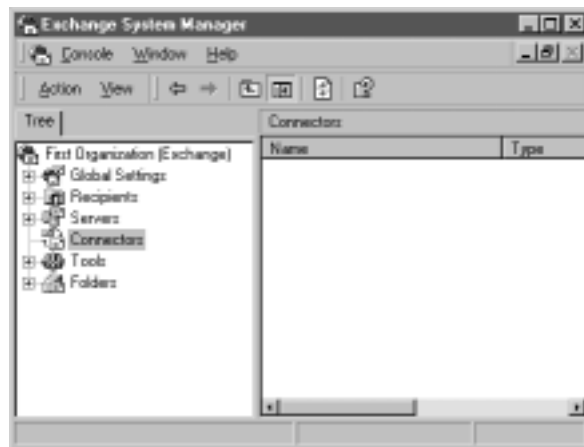 Exchange System Manager
Console Window Help
Action View
Tree
Connectors
First Organization (Exchange)
Name Type
Global Settings
Recipients
Servers
Connectors
Tools
Folders